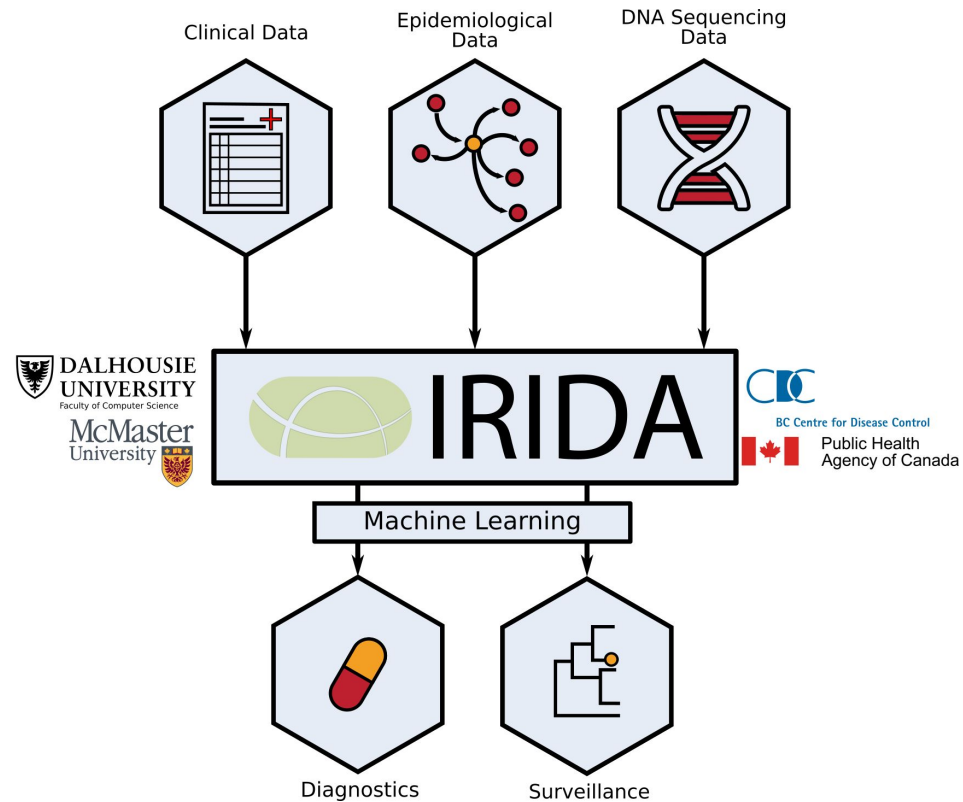 Clinical Data
Epidemiological
Data
DNA Sequencing
Data
DALHOUSIE
UNIVERSITY
Faculty of Computer Science
McMaster
University
IRIDA
CDC
BC Centre for Disease Control
Public Health
Agency of Canada
Machine Learning
Diagnostics
Surveillance